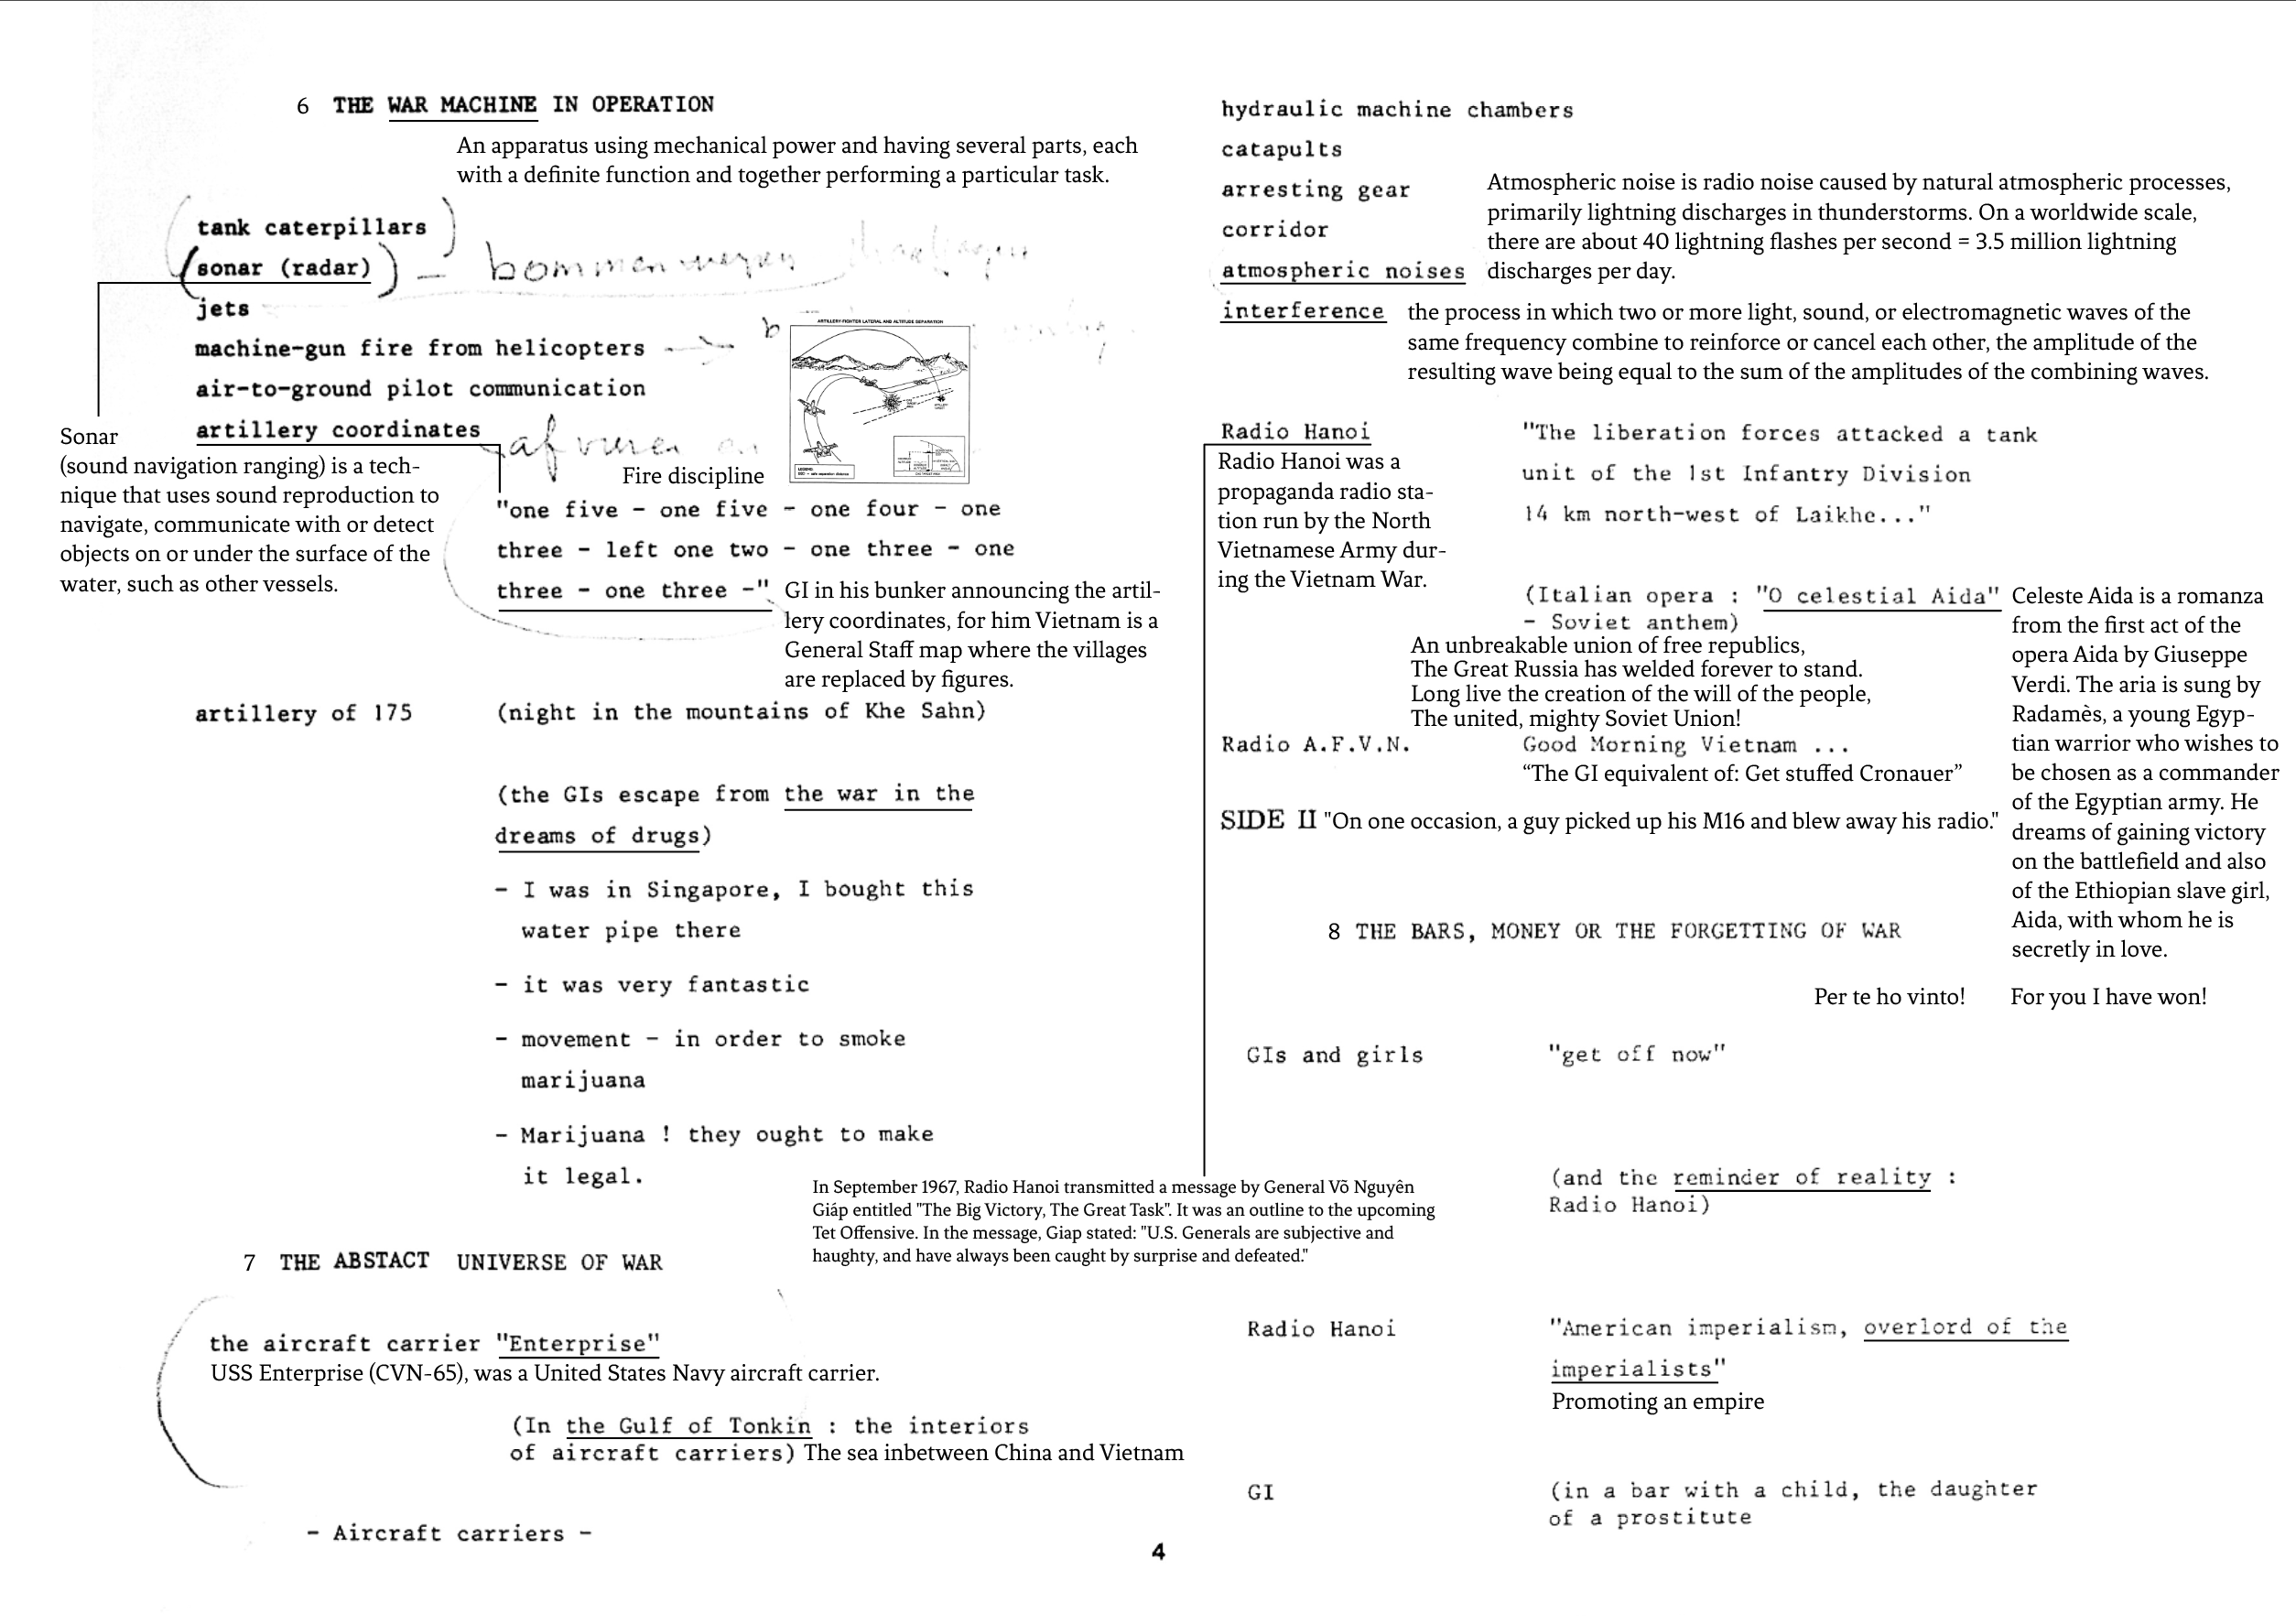 6 THE WAR MACHINE IN OPERATION
An apparatus using mechanical power and having several parts, each
with a definite function and together performing a particular task.
tank caterpillars
sonar (radar)
jets
machine-gun fire from helicopters
air-to-ground pilot communication
artillery coordinates
ARTILLERY-FIGHTER LATERAL AND ALTITUDE SEPARATION
Sonar
(sound navigation ranging) is a tech-
nique that uses sound reproduction to
navigate, communicate with or detect
objects on or under the surface of the
water, such as other vessels.
Fire discipline
"one five - one five - one four - one
three - left one two - one three - one
three - one three -"
GI in his bunker announcing the artil-
lery coordinates, for him Vietnam is a
General Staff map where the villages
are replaced by figures.
artillery of 175 (night in the mountains of Khe Sahn)
(the GIs escape from the war in the
dreams of drugs)
- I was in Singapore, I bought this
water pipe there
- it was very fantastic
- movement - in order to smoke
marijuana
- Marijuana ! they ought to make
it legal.
7 THE ABSTACT UNIVERSE OF WAR
the aircraft carrier "Enterprise"
USS Enterprise (CVN-65), was a United States Navy aircraft carrier.
(In the Gulf of Tonkin : the interiors
of aircraft carriers) The sea inbetween China and Vietnam
- Aircraft carriers -
hydraulic machine chambers
catapults
arresting gear
corridor
atmospheric noises
Atmospheric noise is radio noise caused by natural atmospheric processes,
primarily lightning discharges in thunderstorms. On a worldwide scale,
there are about 40 lightning flashes per second = 3.5 million lightning
discharges per day.
interference the process in which two or more light, sound, or electromagnetic waves of the
same frequency combine to reinforce or cancel each other, the amplitude of the
resulting wave being equal to the sum of the amplitudes of the combining waves.
Radio Hanoi
Radio Hanoi was a
propaganda radio sta-
tion run by the North
Vietnamese Army dur-
ing the Vietnam War.
"The liberation forces attacked a tank
unit of the 1st Infantry Division
14 km north-west of Laikhe..."
(Italian opera : "O celestial Aida"
- Soviet anthem)
An unbreakable union of free republics,
The Great Russia has welded forever to stand.
Long live the creation of the will of the people,
The united, mighty Soviet Union!
Celeste Aida is a romanza
from the first act of the
opera Aida by Giuseppe
Verdi. The aria is sung by
Radamès, a young Egyp-
tian warrior who wishes to
be chosen as a commander
of the Egyptian army. He
dreams of gaining victory
on the battlefield and also
of the Ethiopian slave girl,
Aida, with whom he is
secretly in love.
Radio A.F.V.N. Good Morning Vietnam ...
“The GI equivalent of: Get stuffed Cronauer”
SIDE II "On one occasion, a guy picked up his M16 and blew away his radio."
8 THE BARS, MONEY OR THE FORGETTING OF WAR
Per te ho vinto! For you I have won!
GIs and girls "get off now"
(and the reminder of reality :
Radio Hanoi)
In September 1967, Radio Hanoi transmitted a message by General Võ Nguyên
Giáp entitled "The Big Victory, The Great Task". It was an outline to the upcoming
Tet Offensive. In the message, Giap stated: "U.S. Generals are subjective and
haughty, and have always been caught by surprise and defeated."
Radio Hanoi "American imperialism, overlord of the
imperialists"
Promoting an empire
GI (in a bar with a child, the daughter
of a prostitute
4